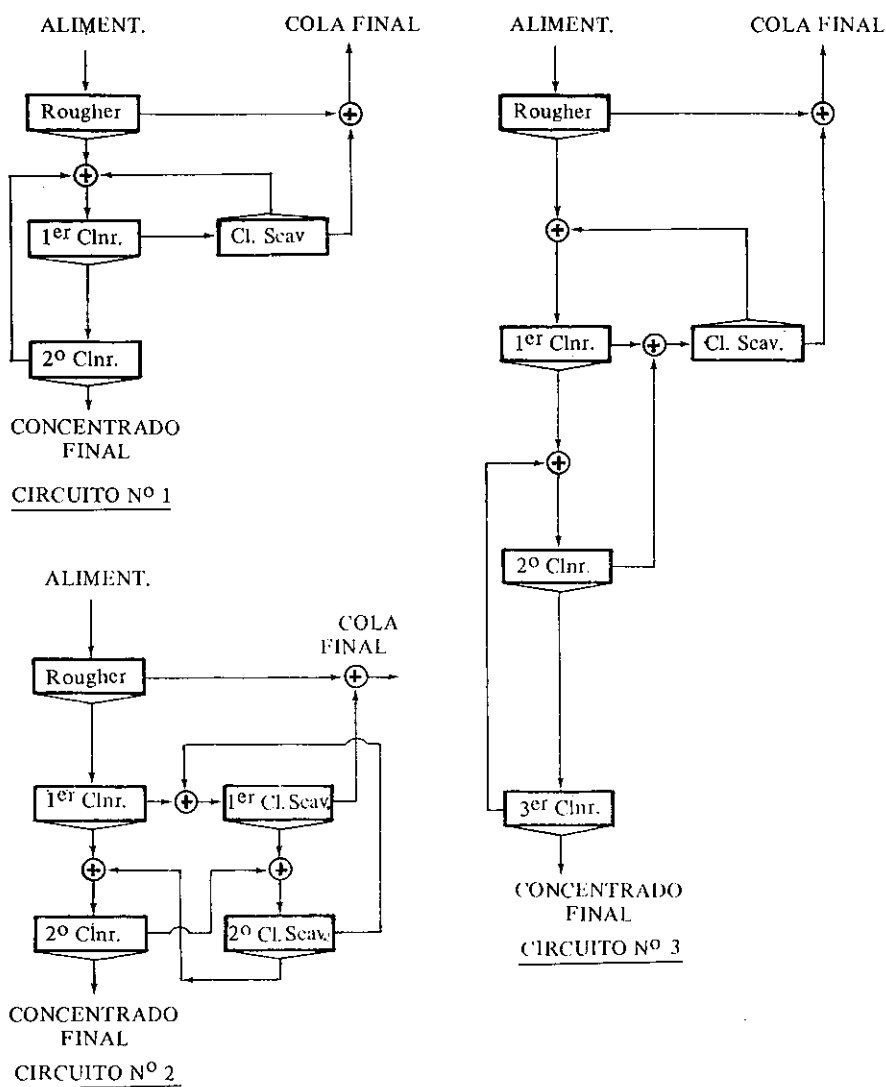 ALIMENT.
COLA FINAL
Rougher
1er Clnr.
Cl. Scav
2o Clnr.
CONCENTRADO
FINAL
CIRCUITO No 1
ALIMENT.
COLA
FINAL
Rougher
1er Clnr.
1er Cl. Scav.
2o Clnr.
2o Cl. Scav.
CONCENTRADO
FINAL
CIRCUITO No 2
ALIMENT.
COLA FINAL
Rougher
1er Clnr.
Cl. Scav.
2o Clnr.
3er Clnr.
CONCENTRADO
FINAL
CIRCUITO No 3